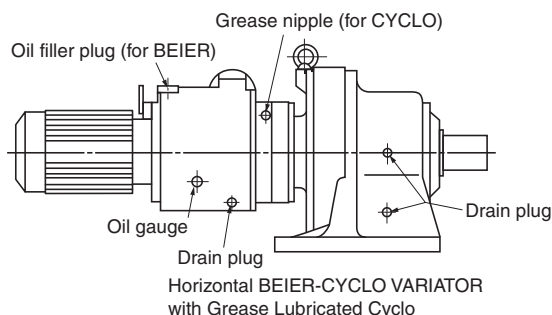 Grease nipple (for CYCLO)
Oil filler plug (for BEIER)
Drain plug
Oil gauge
Drain plug
Horizontal BEIER-CYCLO VARIATOR
with Grease Lubricated Cyclo